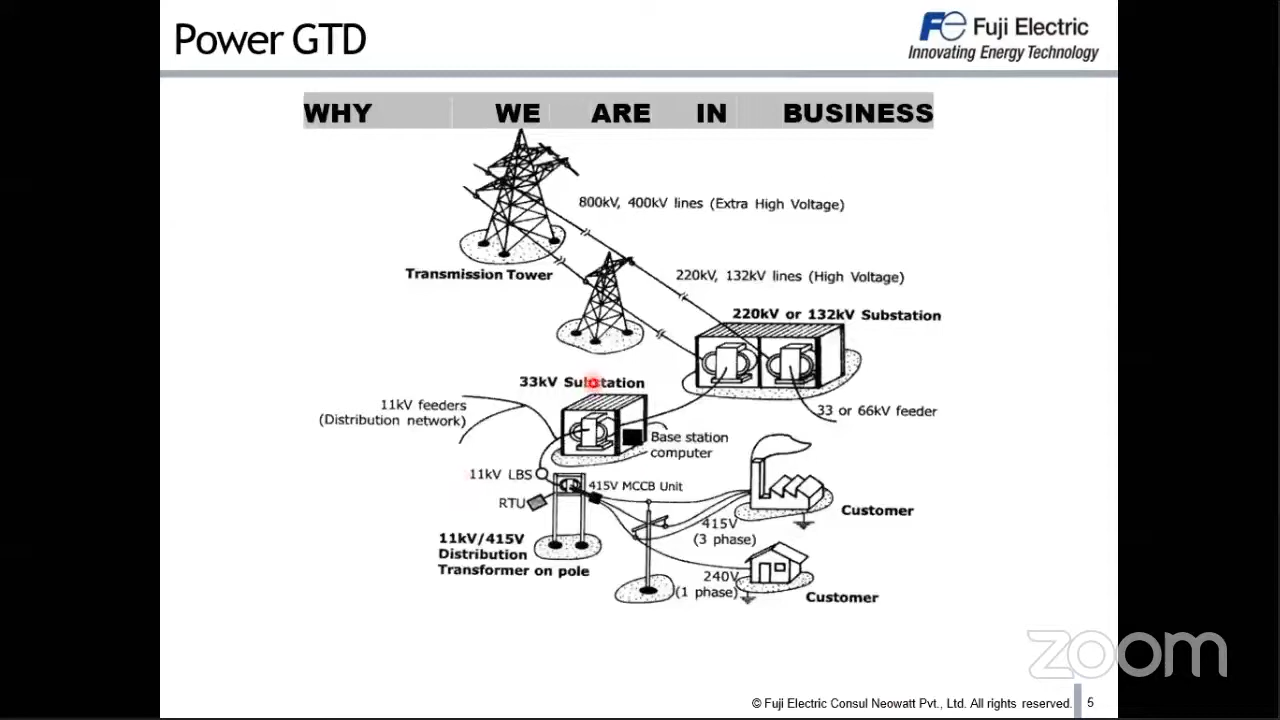 Power GTD
Fe Fuji Electric
Innovating Energy Technology
WHY WE ARE IN BUSINESS
800kV, 400kV lines (Extra High Voltage)
Transmission Tower
220kV, 132kV lines (High Voltage)
220kV or 132kV Substation
33kV Substation
11kV feeders
(Distribution network)
33 or 66kV feeder
Base station
computer
11kV LBS
415V MCCB Unit
RTU
Customer
415V
(3 phase)
11kV/415V
Distribution
Transformer on pole
240V
(1 phase)
Customer
zoom
© Fuji Electric Consul Neowatt Pvt., Ltd. All rights reserved.
5